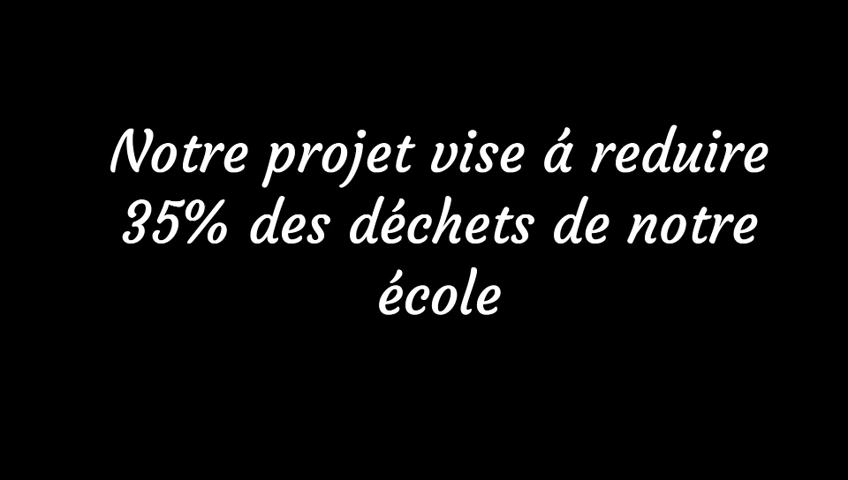 Notre projet vise á reduire
35% des déchets de notre
école